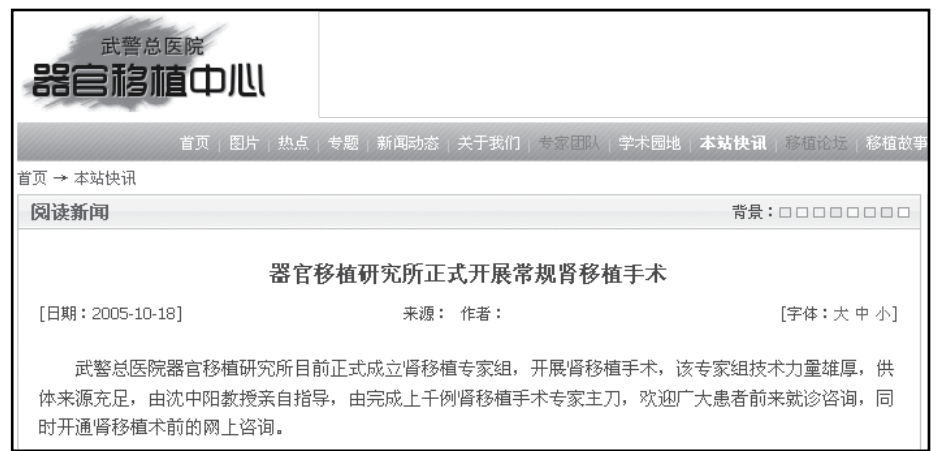 武警总医院
器官移植中心
首页 | 图片 | 热点 | 专题 | 新闻动态 | 关于我们 | 专家团队 | 学术园地 | 本站快讯 | 移植论坛 | 移植故事
首页 → 本站快讯
阅读新闻 背景：
器官移植研究所正式开展常规肾移植手术
[日期：2005-10-18] 来源： 作者： [字体：大 中 小]
武警总医院器官移植研究所目前正式成立肾移植专家组，开展肾移植手术，该专家组技术力量雄厚，供
体来源充足，由沈中阳教授亲自指导，由完成上千例肾移植手术专家主刀，欢迎广大患者前来就诊咨询，同
时开通肾移植术前的网上咨询。